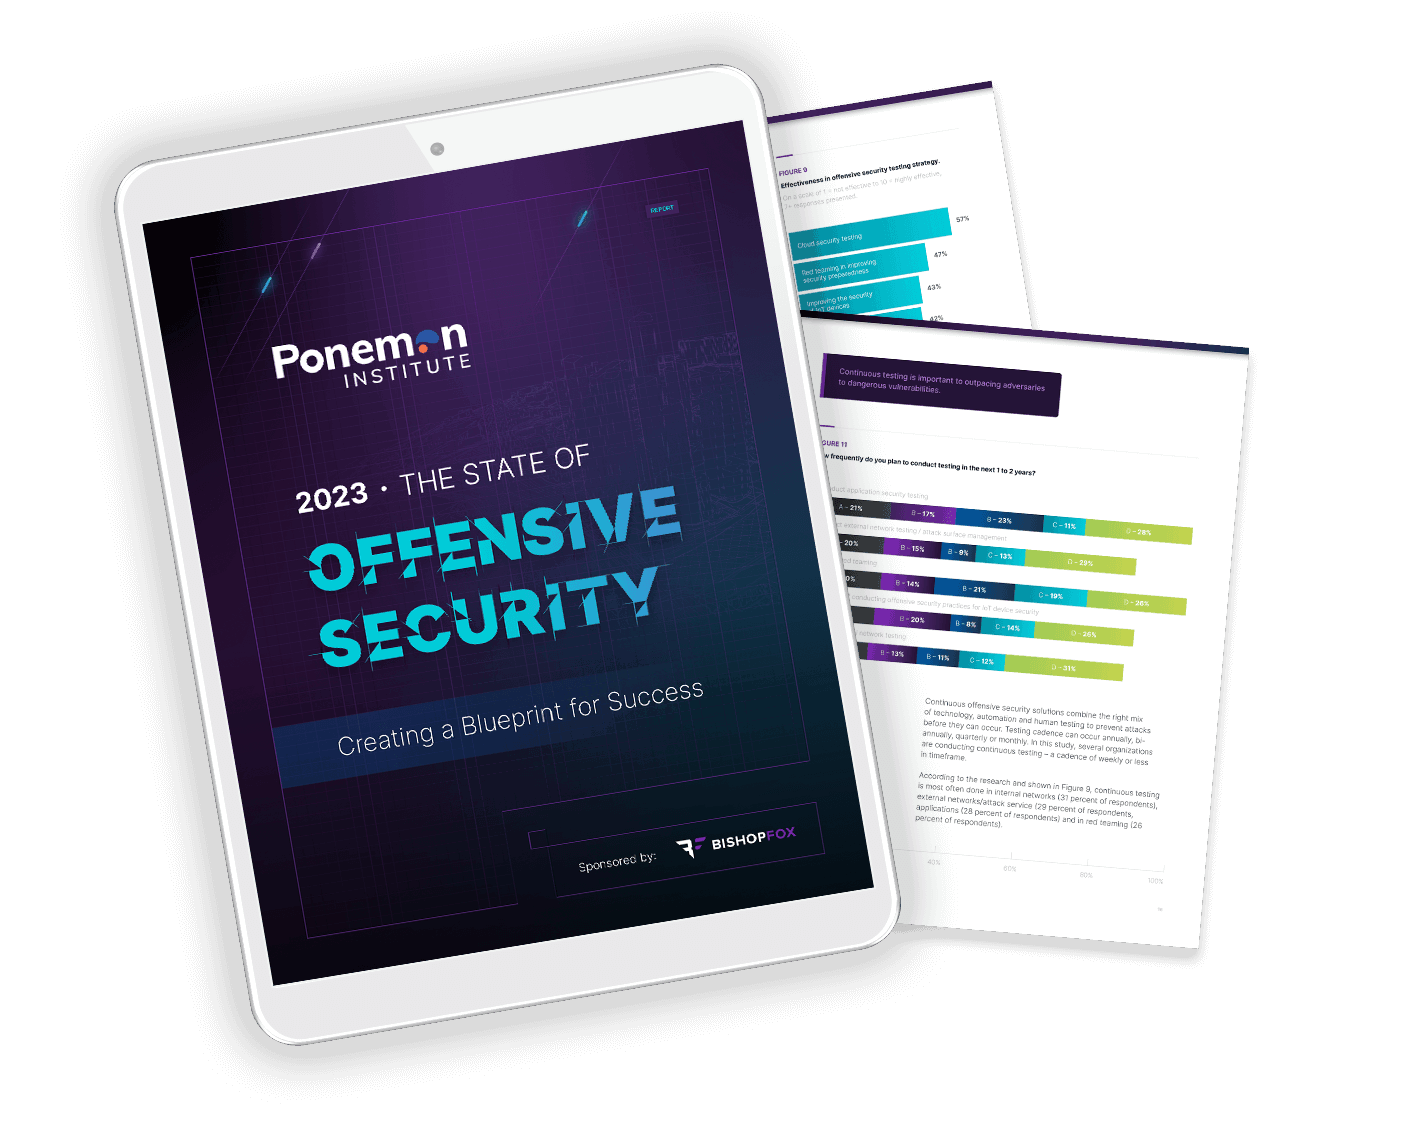 REPORT
Ponemon
INSTITUTE
2023 • THE STATE OF
OFFENSIVE
SECURITY
Creating a Blueprint for Success
Sponsored by:
BISHOPFOX
FIGURE 9
Effectiveness in offensive security testing strategy.
On a scale of 1 = not effective to 10 = highly effective,
7+ responses presented.
Cloud security testing
57%
Red teaming in improving
security preparedness
47%
Improving the security
of IoT devices
43%
42%
Continuous testing is important to outpacing adversaries
to dangerous vulnerabilities.
GURE 11
w frequently do you plan to conduct testing in the next 1 to 2 years?
duct application security testing
A – 21% B – 17% B – 23% C – 11% D – 28%
ct external network testing / attack surface management
20% B – 15% B – 9% C – 13% D – 29%
ed teaming
0% B – 14% B – 21% C – 19% D – 26%
t conducting offensive security practices for IoT device security
B – 20% B – 8% C – 14% D – 26%
network testing
B – 13% B – 11% C – 12% D – 31%
Continuous offensive security solutions combine the right mix
of technology, automation and human testing to prevent attacks
before they can occur. Testing cadence can occur annually, bi-
annually, quarterly or monthly. In this study, several organizations
are conducting continuous testing – a cadence of weekly or less
in timeframe.
According to the research and shown in Figure 9, continuous testing
is most often done in internal networks (31 percent of respondents),
external networks/attack service (29 percent of respondents,
applications (28 percent of respondents) and in red teaming (26
percent of respondents).
40% 60% 80% 100%